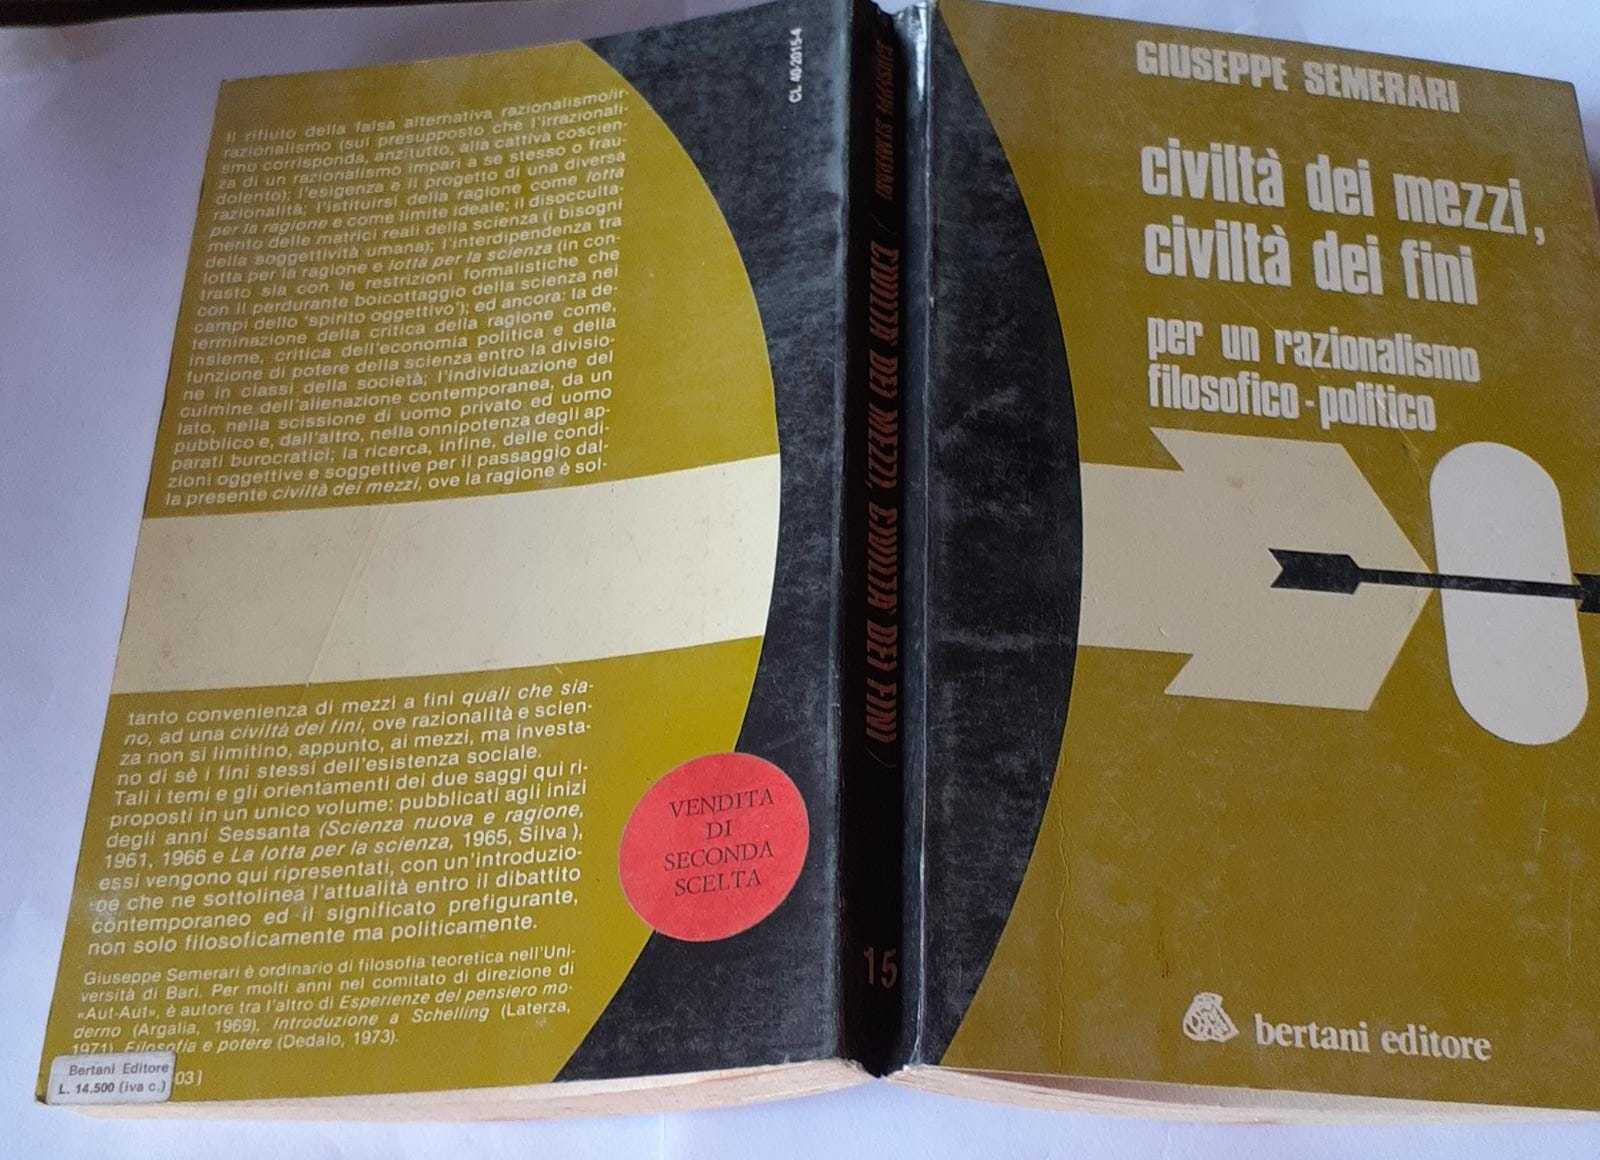 Il rifiuto della falsa alternativa razionalismo/ir-
razionalismo (sul presupposto che l'irrazionali-
smo corrisponda, anzitutto, alla cattiva coscien-
za di un razionalismo impari a se stesso o frau-
dolento); l'esigenza e il progetto di una diversa
razionalità; l'istituirsi della ragione come lotta
per la ragione e come limite ideale; il disocculta-
mento delle matrici reali della scienza (i bisogni
della soggettività umana); l'interdipendenza tra
lotta per la ragione e lotta per la scienza (in con-
trasto sia con le restrizioni formalistiche che
con il perdurante boicottaggio della scienza nei
campi dello 'spirito oggettivo'); ed ancora: la de-
terminazione della critica della ragione come,
insieme, critica dell'economia politica e della
funzione di potere della scienza entro la divisio-
ne in classi della società; l'individuazione del
culmine dell'alienazione contemporanea, da un
lato, nella scissione di uomo privato ed uomo
pubblico e, dall'altro, nella onnipotenza degli ap-
parati burocratici; la ricerca, infine, delle condi-
zioni oggettive e soggettive per il passaggio dal-
la presente civiltà dei mezzi, ove la ragione è sol-
tanto convenienza di mezzi a fini quali che sia-
no, ad una civiltà dei fini, ove razionalità e scien-
za non si limitino, appunto, ai mezzi, ma investa-
no di sè i fini stessi dell'esistenza sociale.
Tali i temi e gli orientamenti dei due saggi qui ri-
proposti in un unico volume: pubblicati agli inizi
degli anni Sessanta (Scienza nuova e ragione,
1961, 1966 e La lotta per la scienza, 1965, Silva),
essi vengono qui ripresentati, con un'introduzio-
ne che ne sottolinea l'attualità entro il dibattito
contemporaneo ed il significato prefigurante,
non solo filosoficamente ma politicamente.
Giuseppe Semerari è ordinario di filosofia teoretica nell'Uni-
versità di Bari. Per molti anni nel comitato di direzione di
«Aut-Aut», è autore tra l'altro di Esperienze del pensiero mo-
derno (Argalia, 1969), Introduzione a Schelling (Laterza,
1971), Filosofia e potere (Dedalo, 1973).
Bertani Editore
L. 14.500 (iva c.)
03]
CL 40-2015-4
VENDITA
DI
SECONDA
SCELTA
GIUSEPPE SEMERARI / CIVILTA' DEI MEZZI, CIVILTA' DEI FINI /
15
GIUSEPPE SEMERARI
civiltà dei mezzi,
civiltà dei fini
per un razionalismo
filosofico-politico
bertani editore